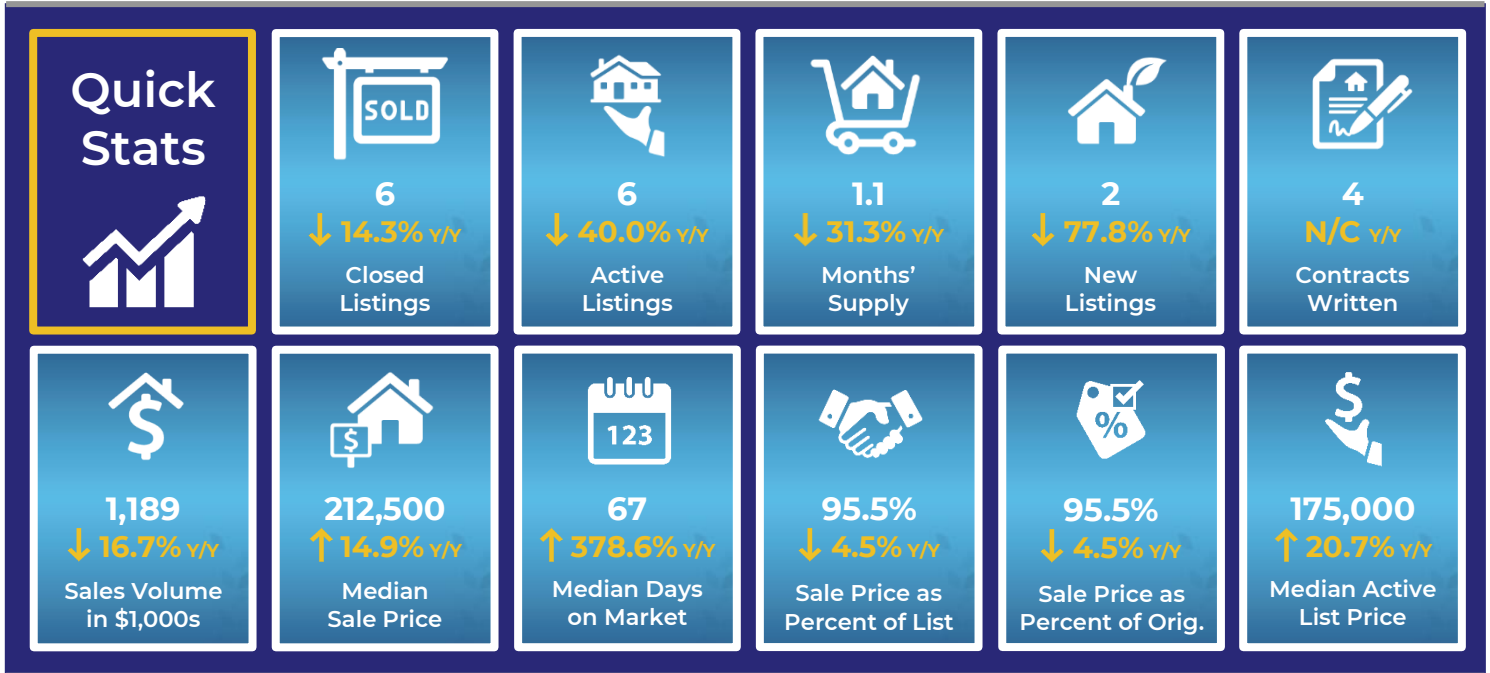 Quick
Stats
SOLD
6
↓ 14.3% Y/Y
Closed
Listings
6
↓ 40.0% Y/Y
Active
Listings
1.1
↓ 31.3% Y/Y
Months’
Supply
2
↓ 77.8% Y/Y
New
Listings
4
N/C Y/Y
Contracts
Written
$
1,189
↓ 16.7% Y/Y
Sales Volume
in $1,000s
$
212,500
↑ 14.9% Y/Y
Median
Sale Price
123
67
↑ 378.6% Y/Y
Median Days
on Market
95.5%
↓ 4.5% Y/Y
Sale Price as
Percent of List
%
95.5%
↓ 4.5% Y/Y
Sale Price as
Percent of Orig.
$
175,000
↑ 20.7% Y/Y
Median Active
List Price